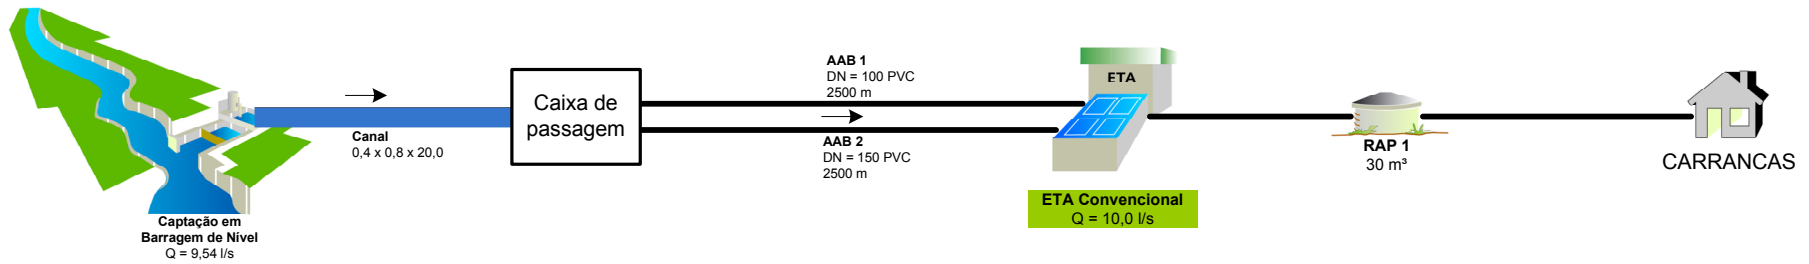 Captação em
Barragem de Nível
Q = 9,54 l/s
Canal
0,4 x 0,8 x 20,0
Caixa de
passagem
AAB 1
DN = 100 PVC
2500 m
AAB 2
DN = 150 PVC
2500 m
ETA
ETA Convencional
Q = 10,0 l/s
RAP 1
30 m³
CARRANCAS